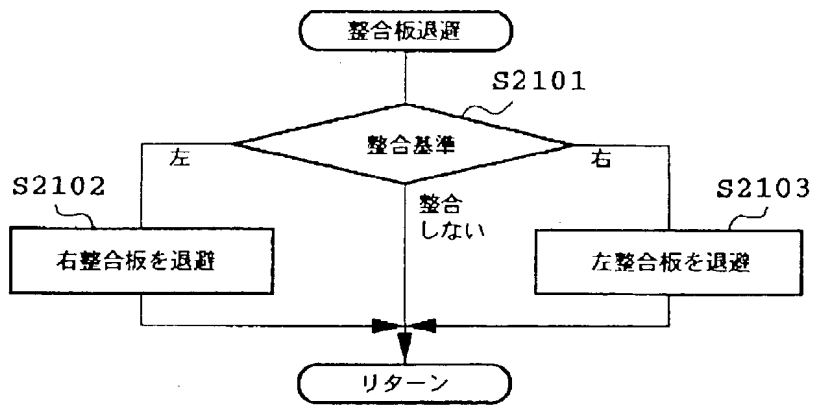 整合板退避
S2101
整合基準
左
右
S2102
S2103
整合
しない
右整合板を退避
左整合板を退避
リターン